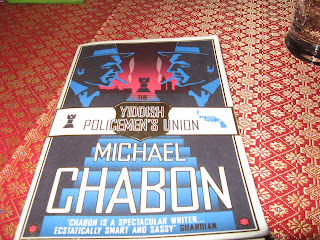 THE
YIDDISH
POLICEMEN'S UNION
MICHAEL
CHABON
'CHABON IS A SPECTACULAR WRITER...
ECSTATICALLY SMART AND SASSY' GUARDIAN